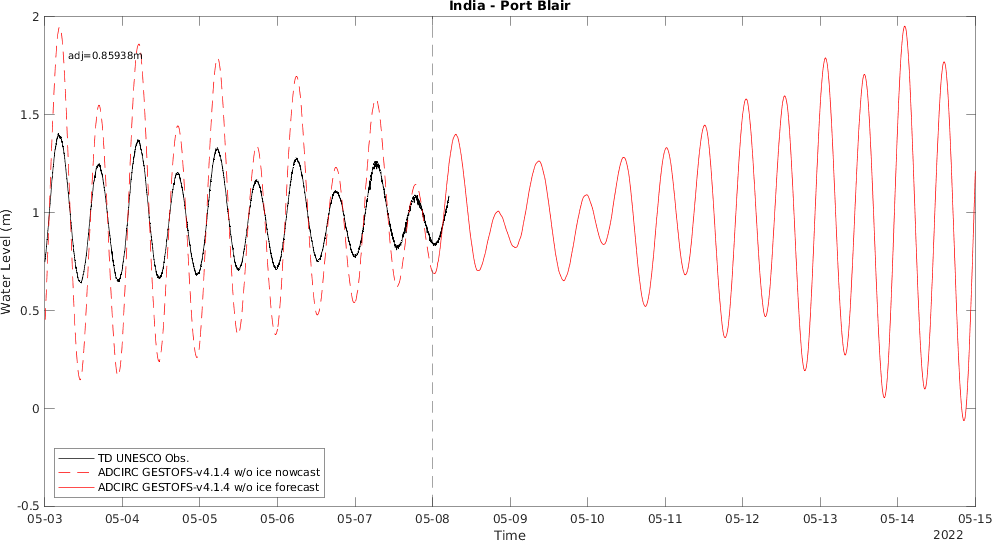 India - Port Blair
adj=0.85938m
2
1.5
1
0.5
0
-0.5
Water Level (m)
TD UNESCO Obs.
ADCIRC GESTOFS-v4.1.4 w/o ice nowcast
ADCIRC GESTOFS-v4.1.4 w/o ice forecast
05-03 05-04 05-05 05-06 05-07 05-08 05-09 05-10 05-11 05-12 05-13 05-14 05-15
Time
2022